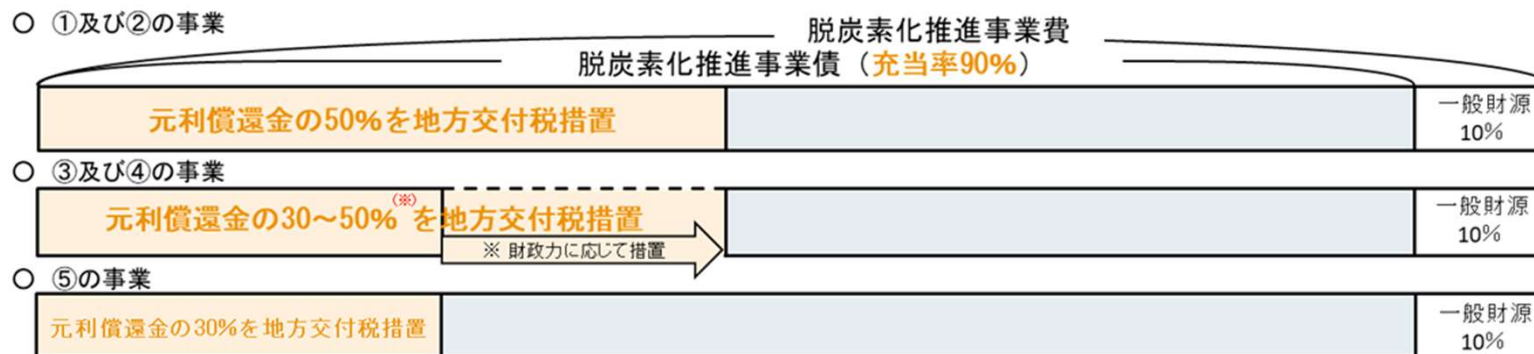 ○ ①及び②の事業
脱炭素化推進事業費
脱炭素化推進事業債（充当率90%）
元利償還金の50%を地方交付税措置
一般財源
10%
○ ③及び④の事業
元利償還金の30～50%(※)を地方交付税措置
※ 財政力に応じて措置
一般財源
10%
○ ⑤の事業
元利償還金の30%を地方交付税措置
一般財源
10%